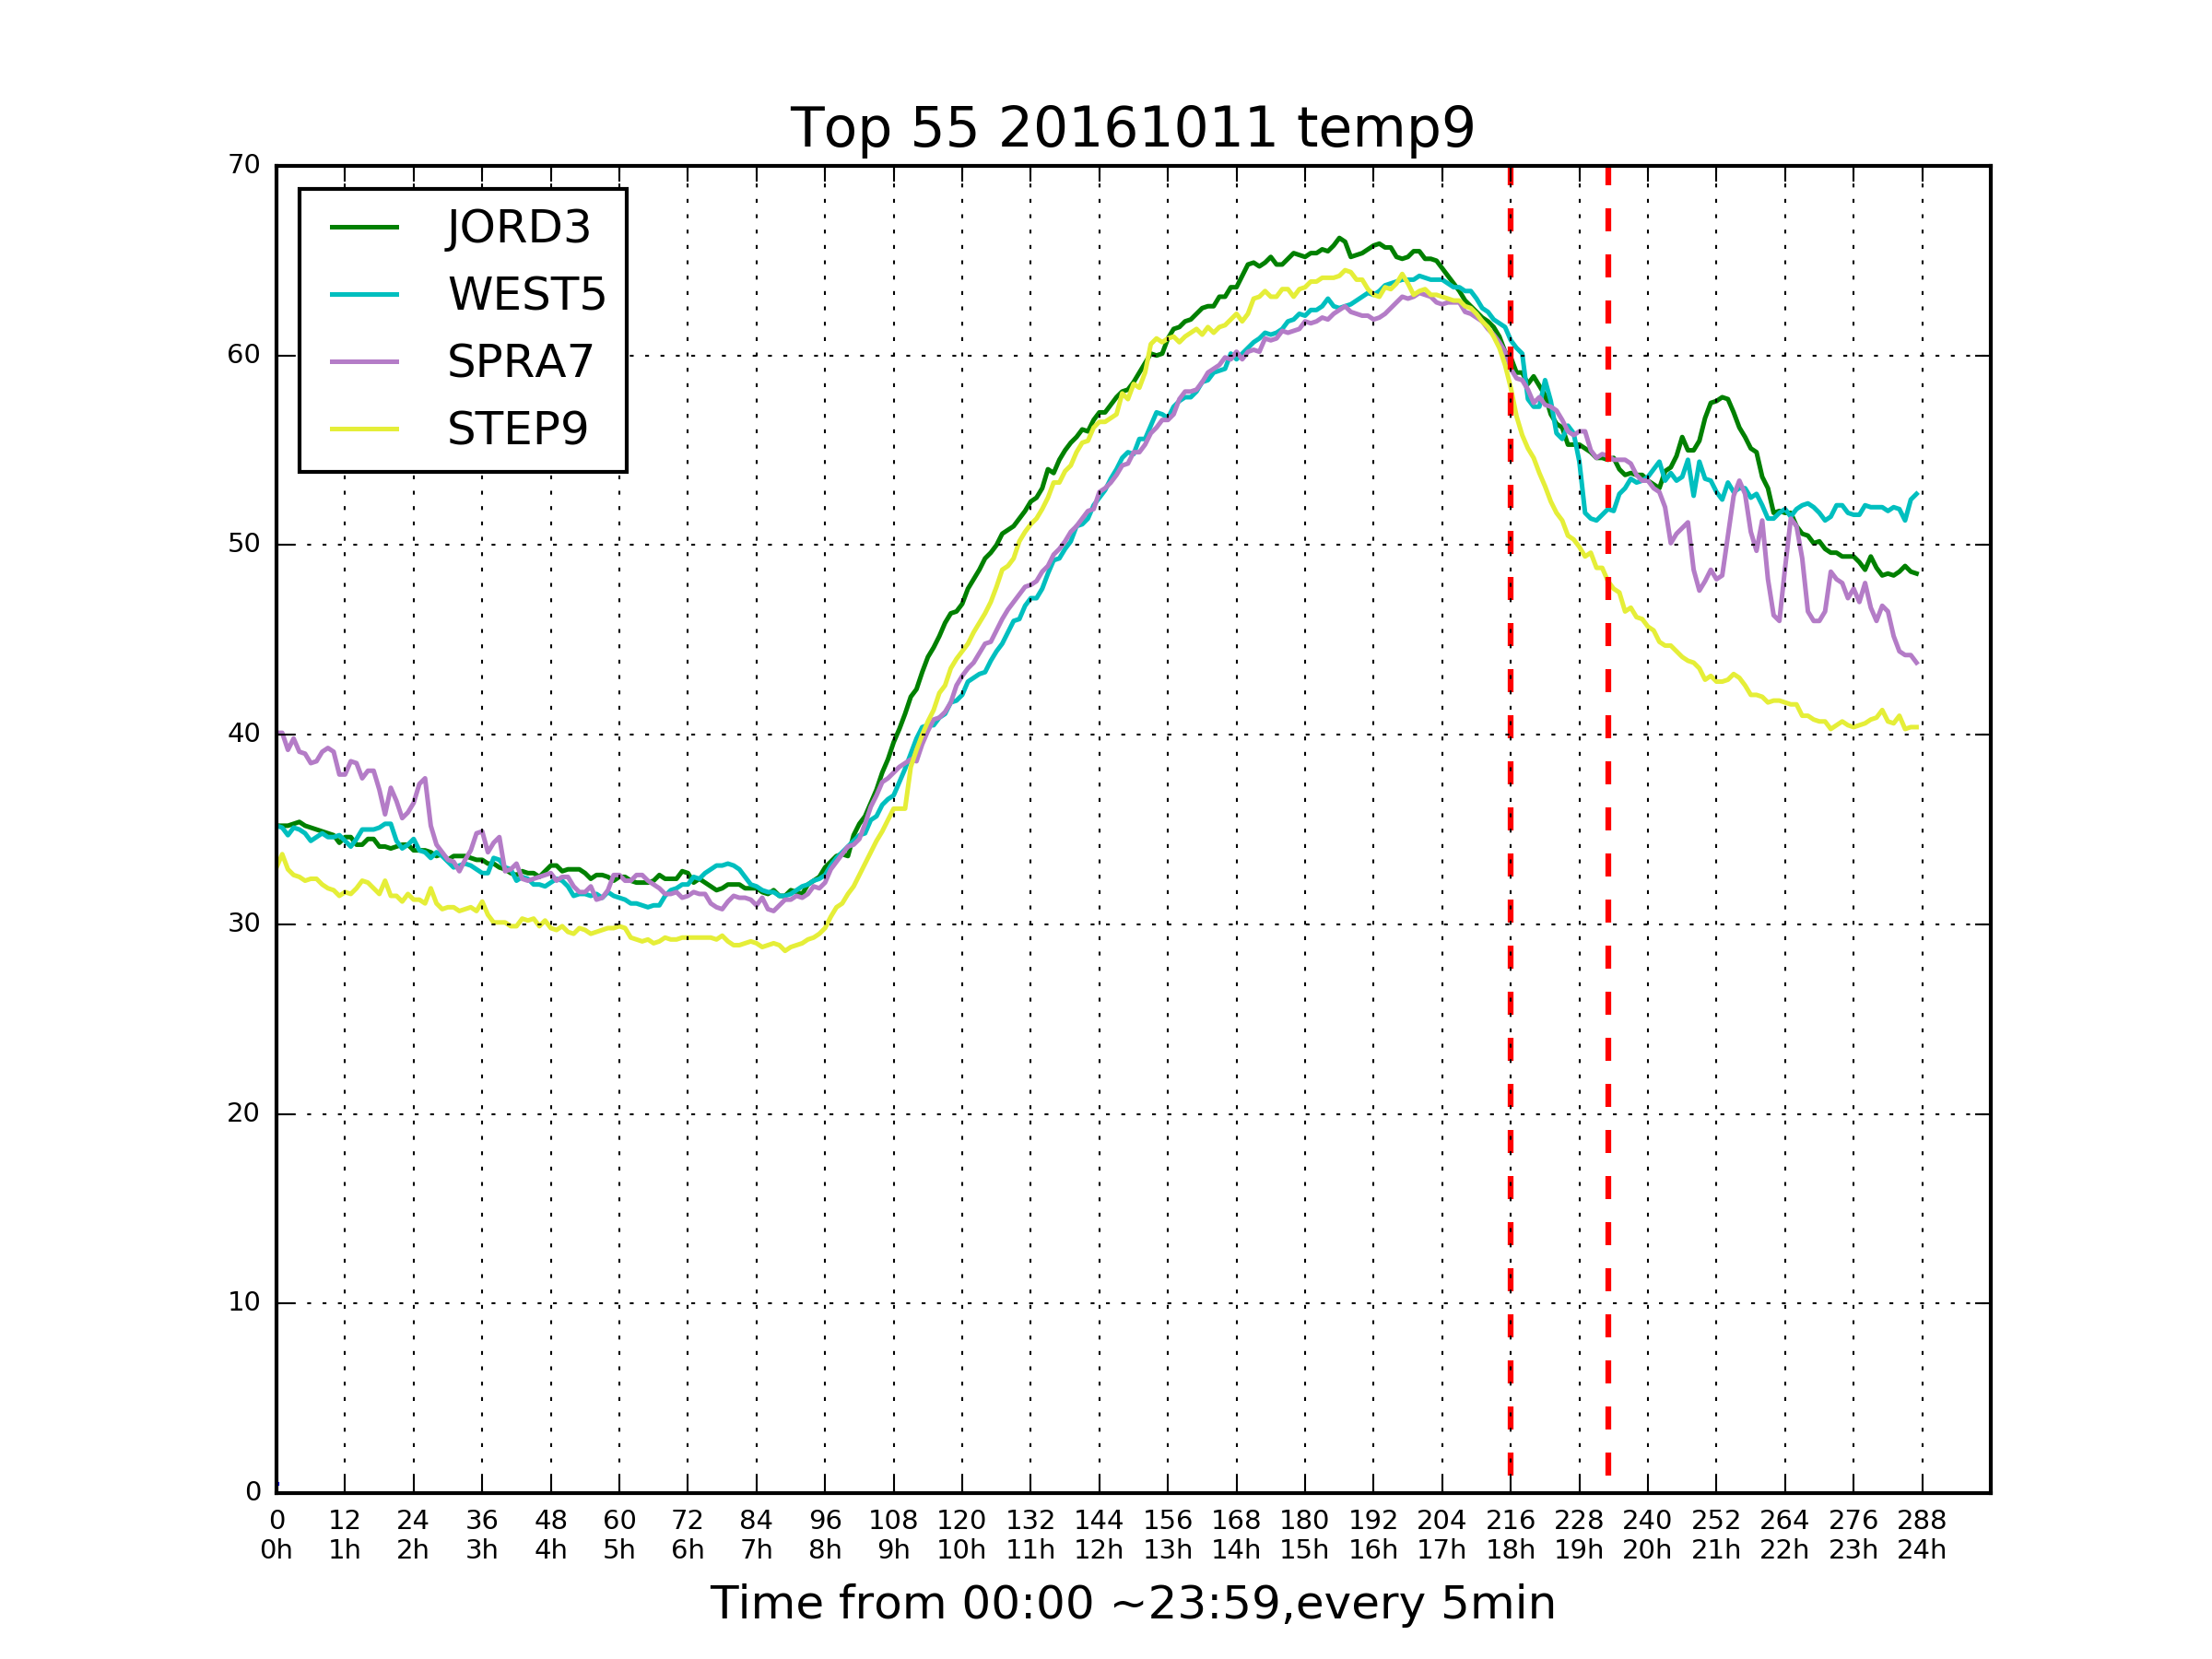 Top 55 20161011 temp9
70
60
50
40
30
20
10
0
JORD3
WEST5
SPRA7
STEP9
0 12 24 36 48 60 72 84 96 108 120 132 144 156 168 180 192 204 216 228 240 252 264 276 288
0h 1h 2h 3h 4h 5h 6h 7h 8h 9h 10h 11h 12h 13h 14h 15h 16h 17h 18h 19h 20h 21h 22h 23h 24h
Time from 00:00 ~23:59,every 5min